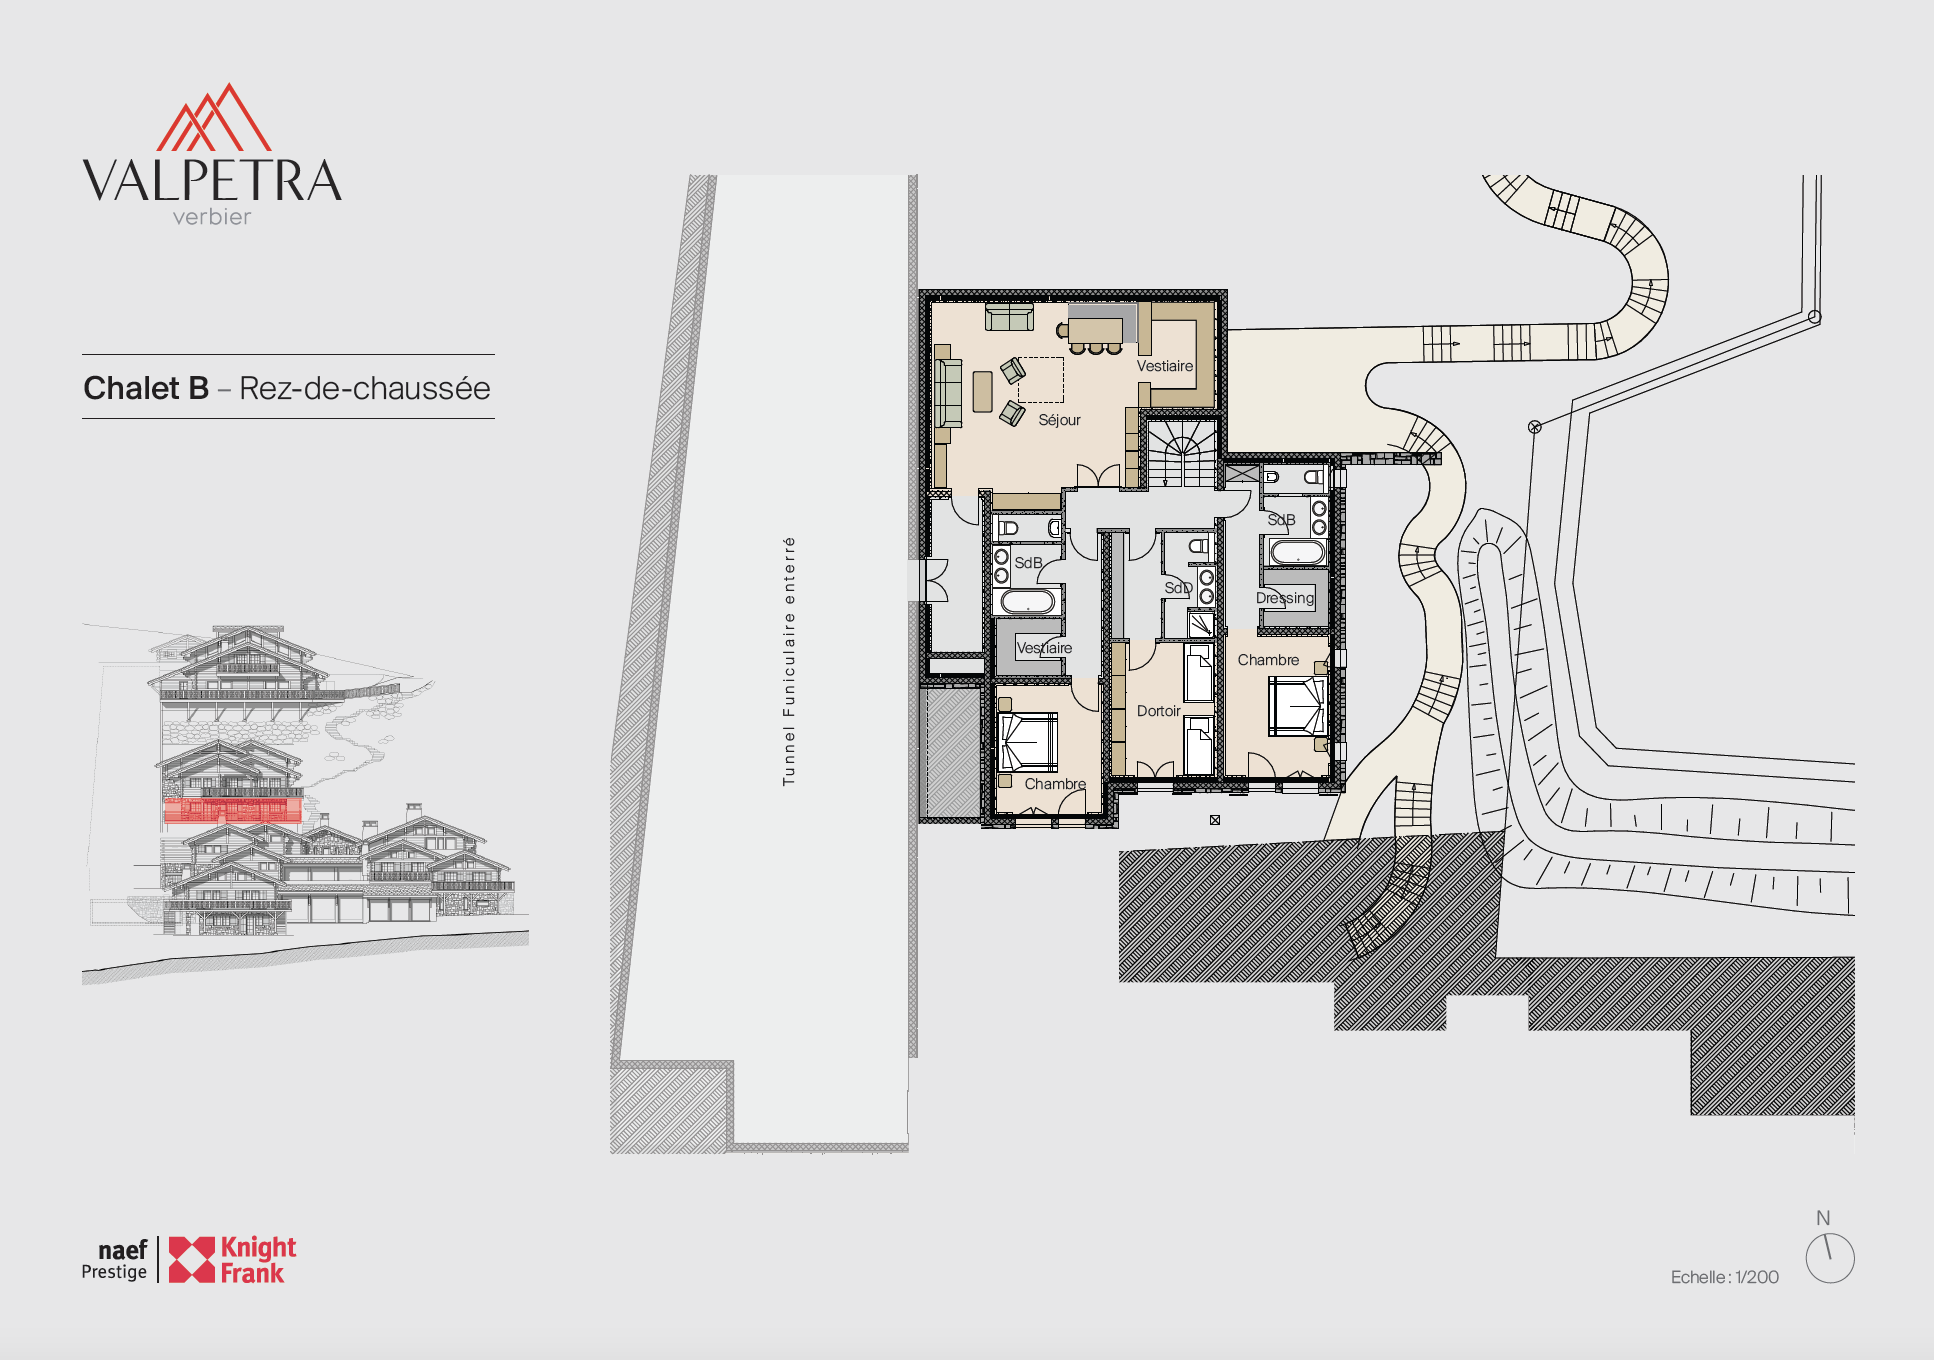 VALPETRA
verbier
Chalet B – Rez-de-chaussée
Tunnel Funiculaire enterré
Vestiaire
Séjour
SdB
SdB
SdD
Dressing
Vestiaire
Chambre
Dortoir
Chambre
naef
Prestige
Knight
Frank
N
Echelle : 1/200